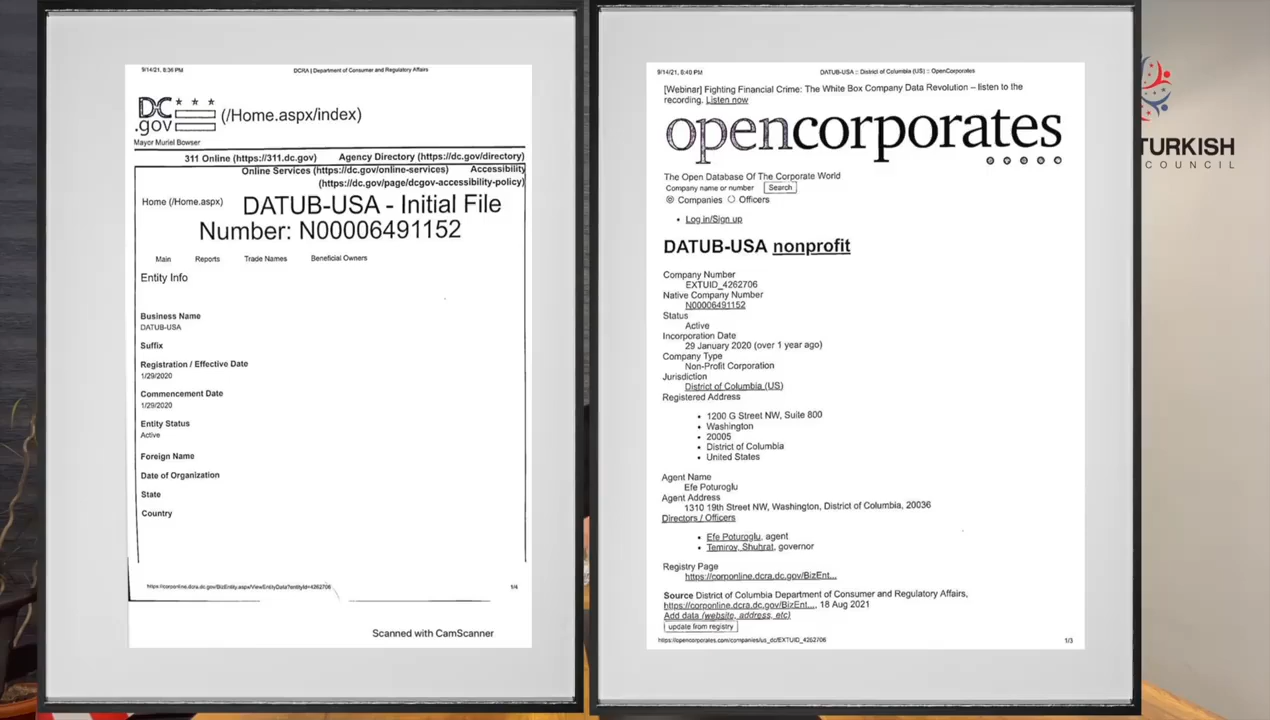 9/14/21, 8:36 PM DCRA | Department of Consumer and Regulatory Affairs
DC
.gov (/Home.aspx/index)
Mayor Muriel Bowser
311 Online (https://311.dc.gov) Agency Directory (https://dc.gov/directory)
Online Services (https://dc.gov/online-services) Accessibility
(https://dc.gov/page/dcgov-accessibility-policy)
Home (/Home.aspx) DATUB-USA - Initial File
Number: N00006491152
Main Reports Trade Names Beneficial Owners
Entity Info
Business Name
DATUB-USA
Suffix
Registration / Effective Date
1/29/2020
Commencement Date
1/29/2020
Entity Status
Active
Foreign Name
Date of Organization
State
Country
https://corponline.dcra.dc.gov/BizEntity.aspx/ViewEntityData?entityId=4262706 1/4
Scanned with CamScanner
9/14/21, 8:40 PM DATUB-USA :: District of Columbia (US) :: OpenCorporates
[Webinar] Fighting Financial Crime: The White Box Company Data Revolution – listen to the
recording. Listen now
opencorporates
The Open Database Of The Corporate World
Company name or number Search
Companies Officers
Log in/Sign up
DATUB-USA nonprofit
Company Number
EXTUID_4262706
Native Company Number
N00006491152
Status
Active
Incorporation Date
29 January 2020 (over 1 year ago)
Company Type
Non-Profit Corporation
Jurisdiction
District of Columbia (US)
Registered Address
1200 G Street NW, Suite 800
Washington
20005
District of Columbia
United States
Agent Name
Efe Poturoglu
Agent Address
1310 19th Street NW, Washington, District of Columbia, 20036
Directors / Officers
Efe Poturoglu, agent
Temirov, Shuhrat, governor
Registry Page
https://corponline.dcra.dc.gov/BizEnt...
Source District of Columbia Department of Consumer and Regulatory Affairs,
https://corponline.dcra.dc.gov/BizEnt..., 18 Aug 2021
Add data (website, address, etc)
update from registry
https://opencorporates.com/companies/us_dc/EXTUID_4262706 1/3
TURKISH
COUNCIL